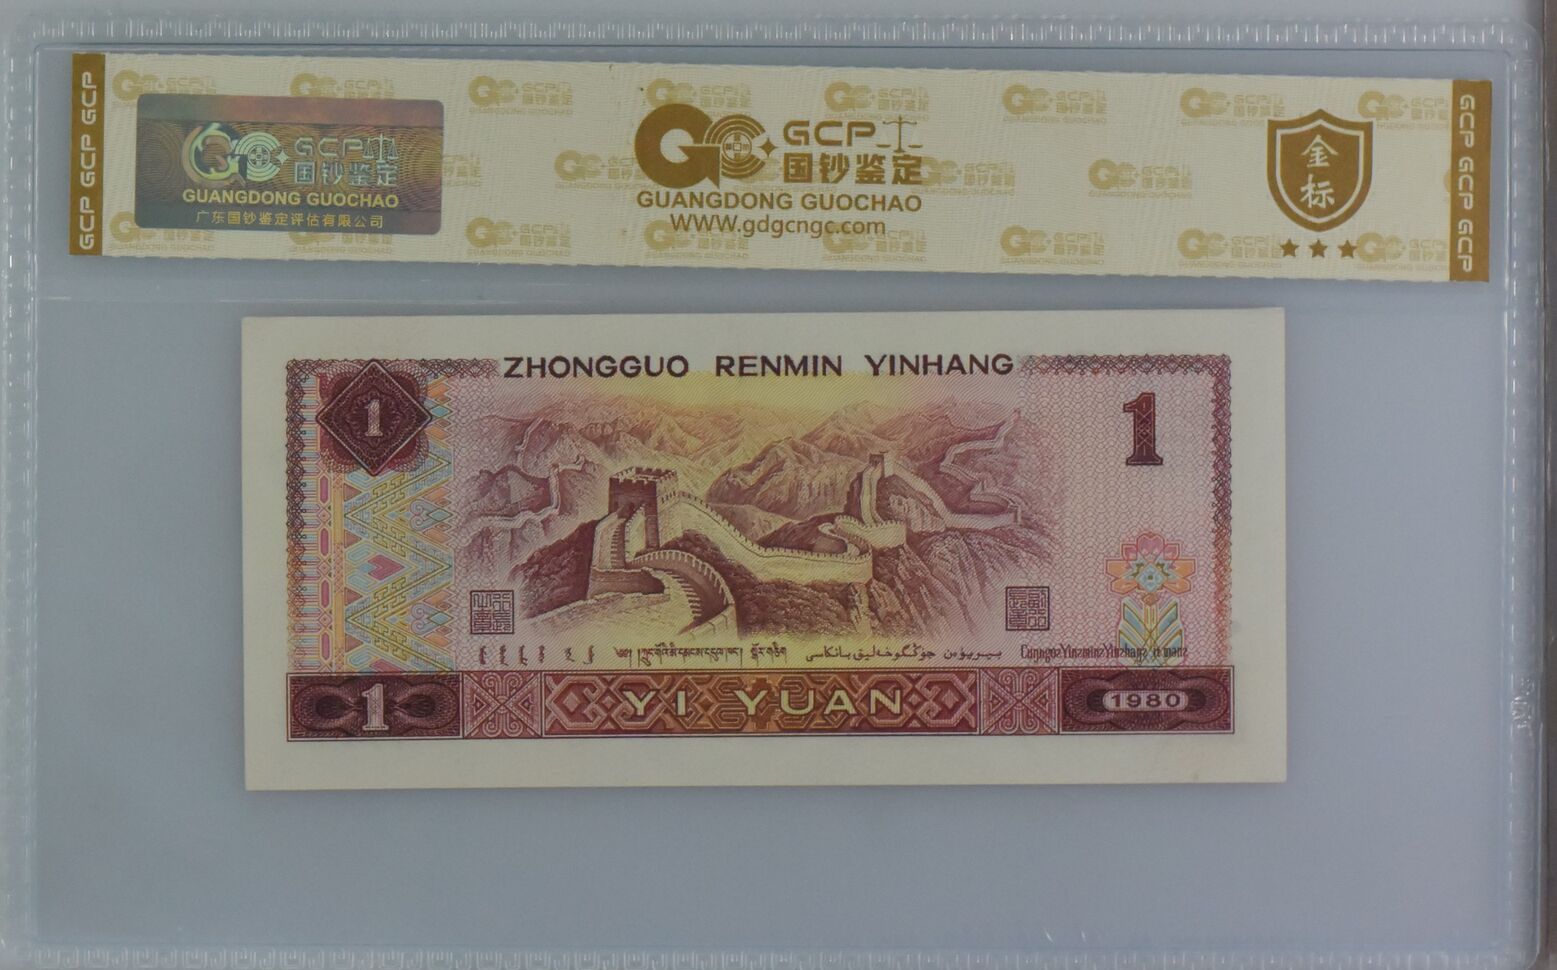 GCP GCP GCP
GCP
国钞鉴定
GUANGDONG GUOCHAO
广东国钞鉴定评估有限公司
GCP
国钞鉴定
GUANGDONG GUOCHAO
WWW.gdgcngc.com
金
标
GCP GCP GCP GCP
ZHONGGUO RENMIN YINHANG
1
1
YI YUAN
1
1980